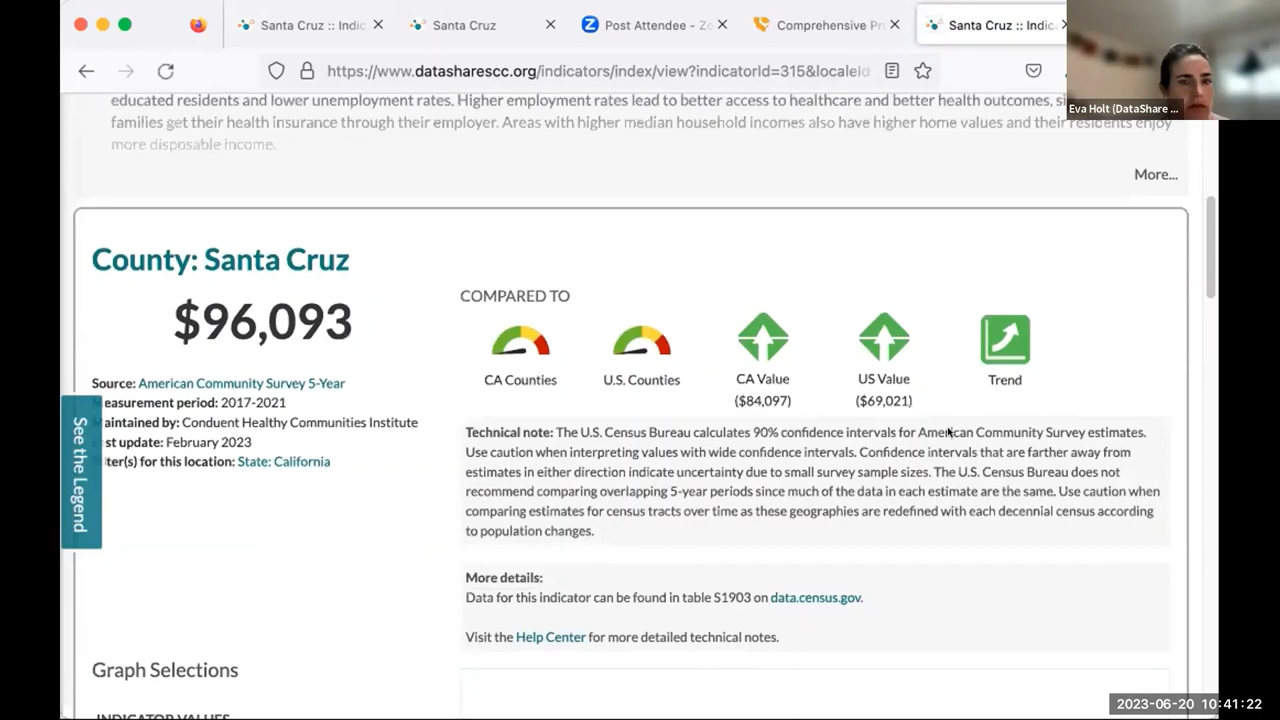 Santa Cruz :: Indic
Santa Cruz
Post Attendee - Zo
Comprehensive Pr
Santa Cruz :: Indic
https://www.datasharescc.org/indicators/index/view?indicatorId=315&localeId
Eva Holt (DataShare ...
educated residents and lower unemployment rates. Higher employment rates lead to better access to healthcare and better health outcomes, si
families get their health insurance through their employer. Areas with higher median household incomes also have higher home values and their residents enjoy
more disposable income.
More...
County: Santa Cruz
$96,093
Source: American Community Survey 5-Year
easurement period: 2017-2021
aintained by: Conduent Healthy Communities Institute
st update: February 2023
ter(s) for this location: State: California
See the Legend
COMPARED TO
CA Counties
U.S. Counties
CA Value
($84,097)
US Value
($69,021)
Trend
Technical note: The U.S. Census Bureau calculates 90% confidence intervals for American Community Survey estimates.
Use caution when interpreting values with wide confidence intervals. Confidence intervals that are farther away from
estimates in either direction indicate uncertainty due to small survey sample sizes. The U.S. Census Bureau does not
recommend comparing overlapping 5-year periods since much of the data in each estimate are the same. Use caution when
comparing estimates for census tracts over time as these geographies are redefined with each decennial census according
to population changes.
More details:
Data for this indicator can be found in table S1903 on data.census.gov.
Visit the Help Center for more detailed technical notes.
Graph Selections
INDICATOR VALUES
2023-06-20 10:41:22